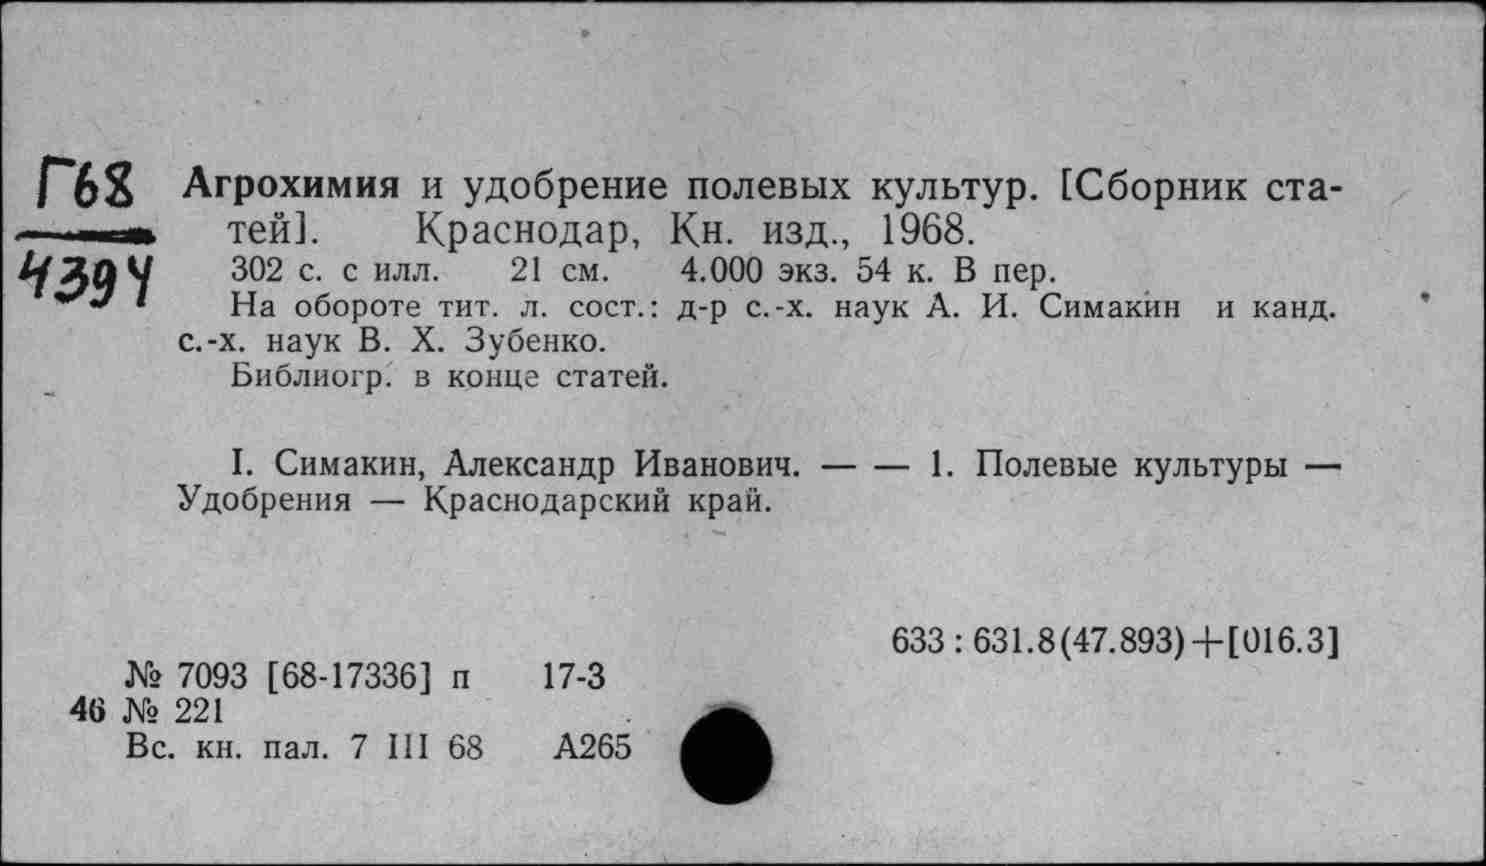 Г68
4394
Агрохимия и удобрение полевых культур. [Сборник ста-
тей]. Краснодар, Кн. изд., 1968.
302 с. с илл. 21 см. 4.000 экз. 54 к. В пер.
На обороте тит. л. сост.: д-р с.-х. наук А. И. Симакин и канд.
с.-х. наук В. Х. Зубенко.
Библиогр. в конце статей.
I. Симакин, Александр Иванович. — — 1. Полевые культуры —
Удобрения — Краснодарский край.
633 : 631.8(47.893)+[016.3]
№ 7093 [68-17336] п 17-3
46 № 221
Вс. кн. пал. 7 III 68 А265